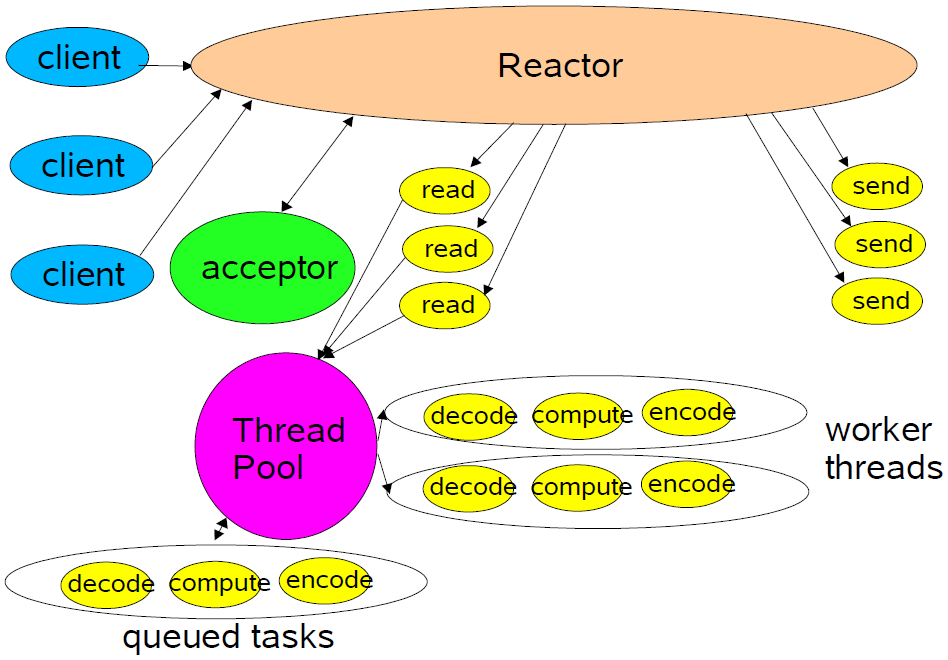 client
Reactor
client
client
acceptor
read
read
read
send
send
send
Thread
Pool
decode compute encode
decode compute encode
worker
threads
decode compute encode
queued tasks